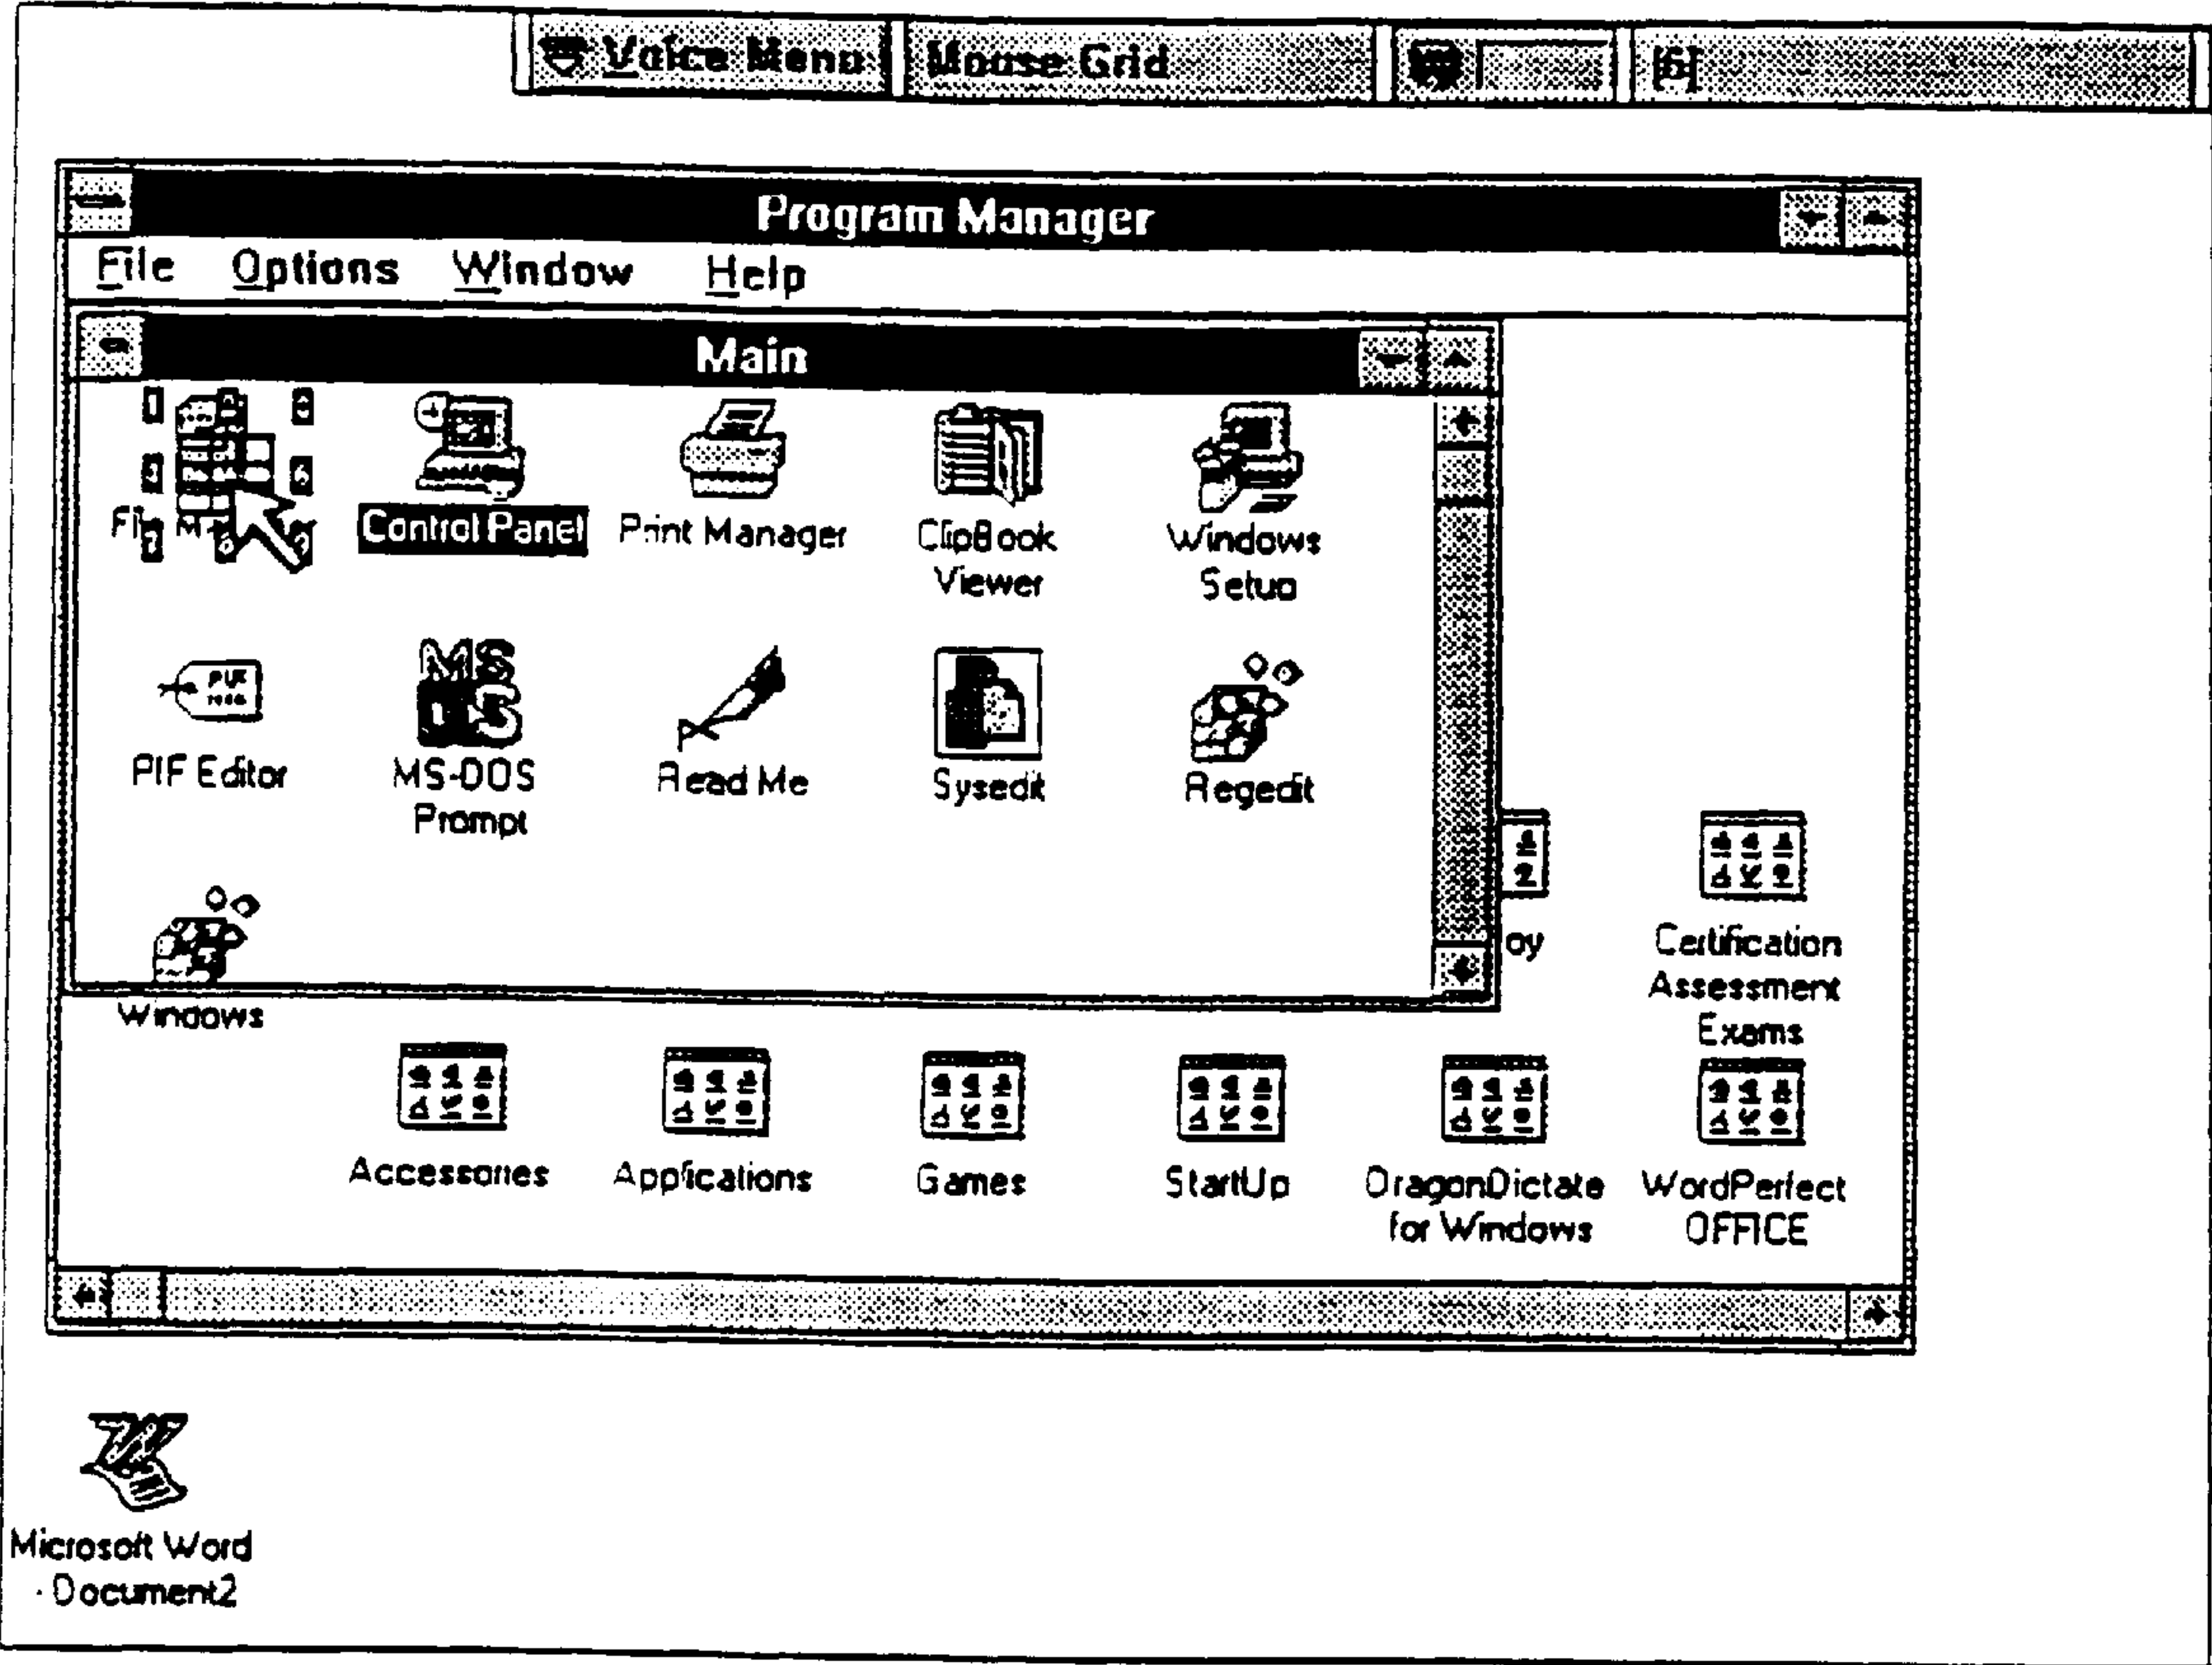 Voice Menu
Mouse Grid
[5]
Program Manager
File Options Window Help
Main
Control Panel
Print Manager
ClipBook
Viewer
Windows
Setup
PIF Editor
MS-DOS
Prompt
Read Me
Sysedit
Regedit
Windows
oy
Certification
Assessment
Exams
Accessories
Applications
Games
StartUp
DragonDictate
for Windows
WordPerfect
OFFICE
Microsoft Word
- Document2